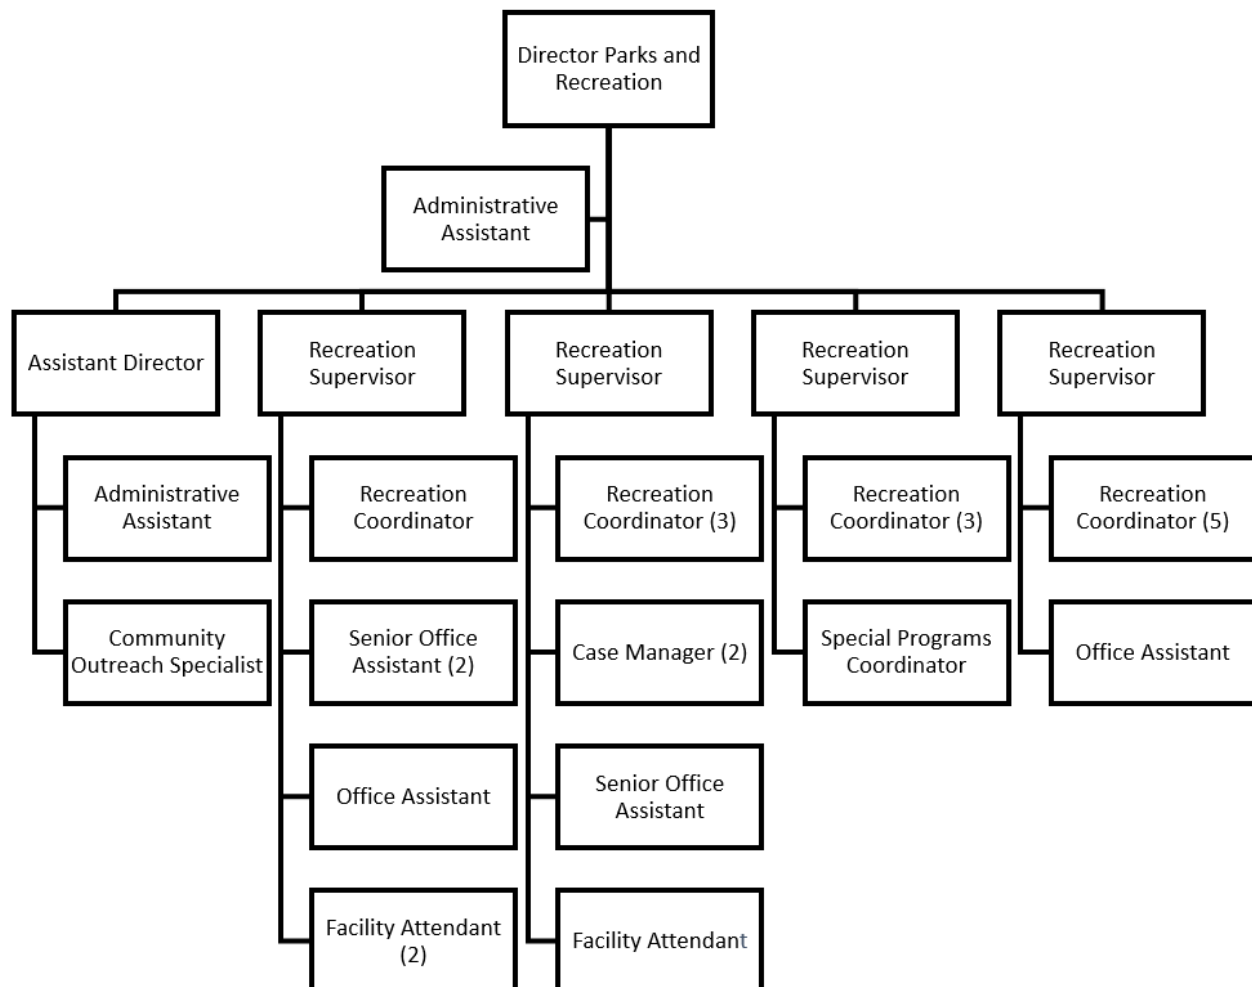 Director Parks and
Recreation
Administrative
Assistant
Assistant Director
Recreation
Supervisor
Recreation
Supervisor
Recreation
Supervisor
Recreation
Supervisor
Administrative
Assistant
Community
Outreach Specialist
Recreation
Coordinator
Senior Office
Assistant (2)
Office Assistant
Facility Attendant
(2)
Recreation
Coordinator (3)
Case Manager (2)
Senior Office
Assistant
Facility Attendant
Recreation
Coordinator (3)
Special Programs
Coordinator
Recreation
Coordinator (5)
Office Assistant